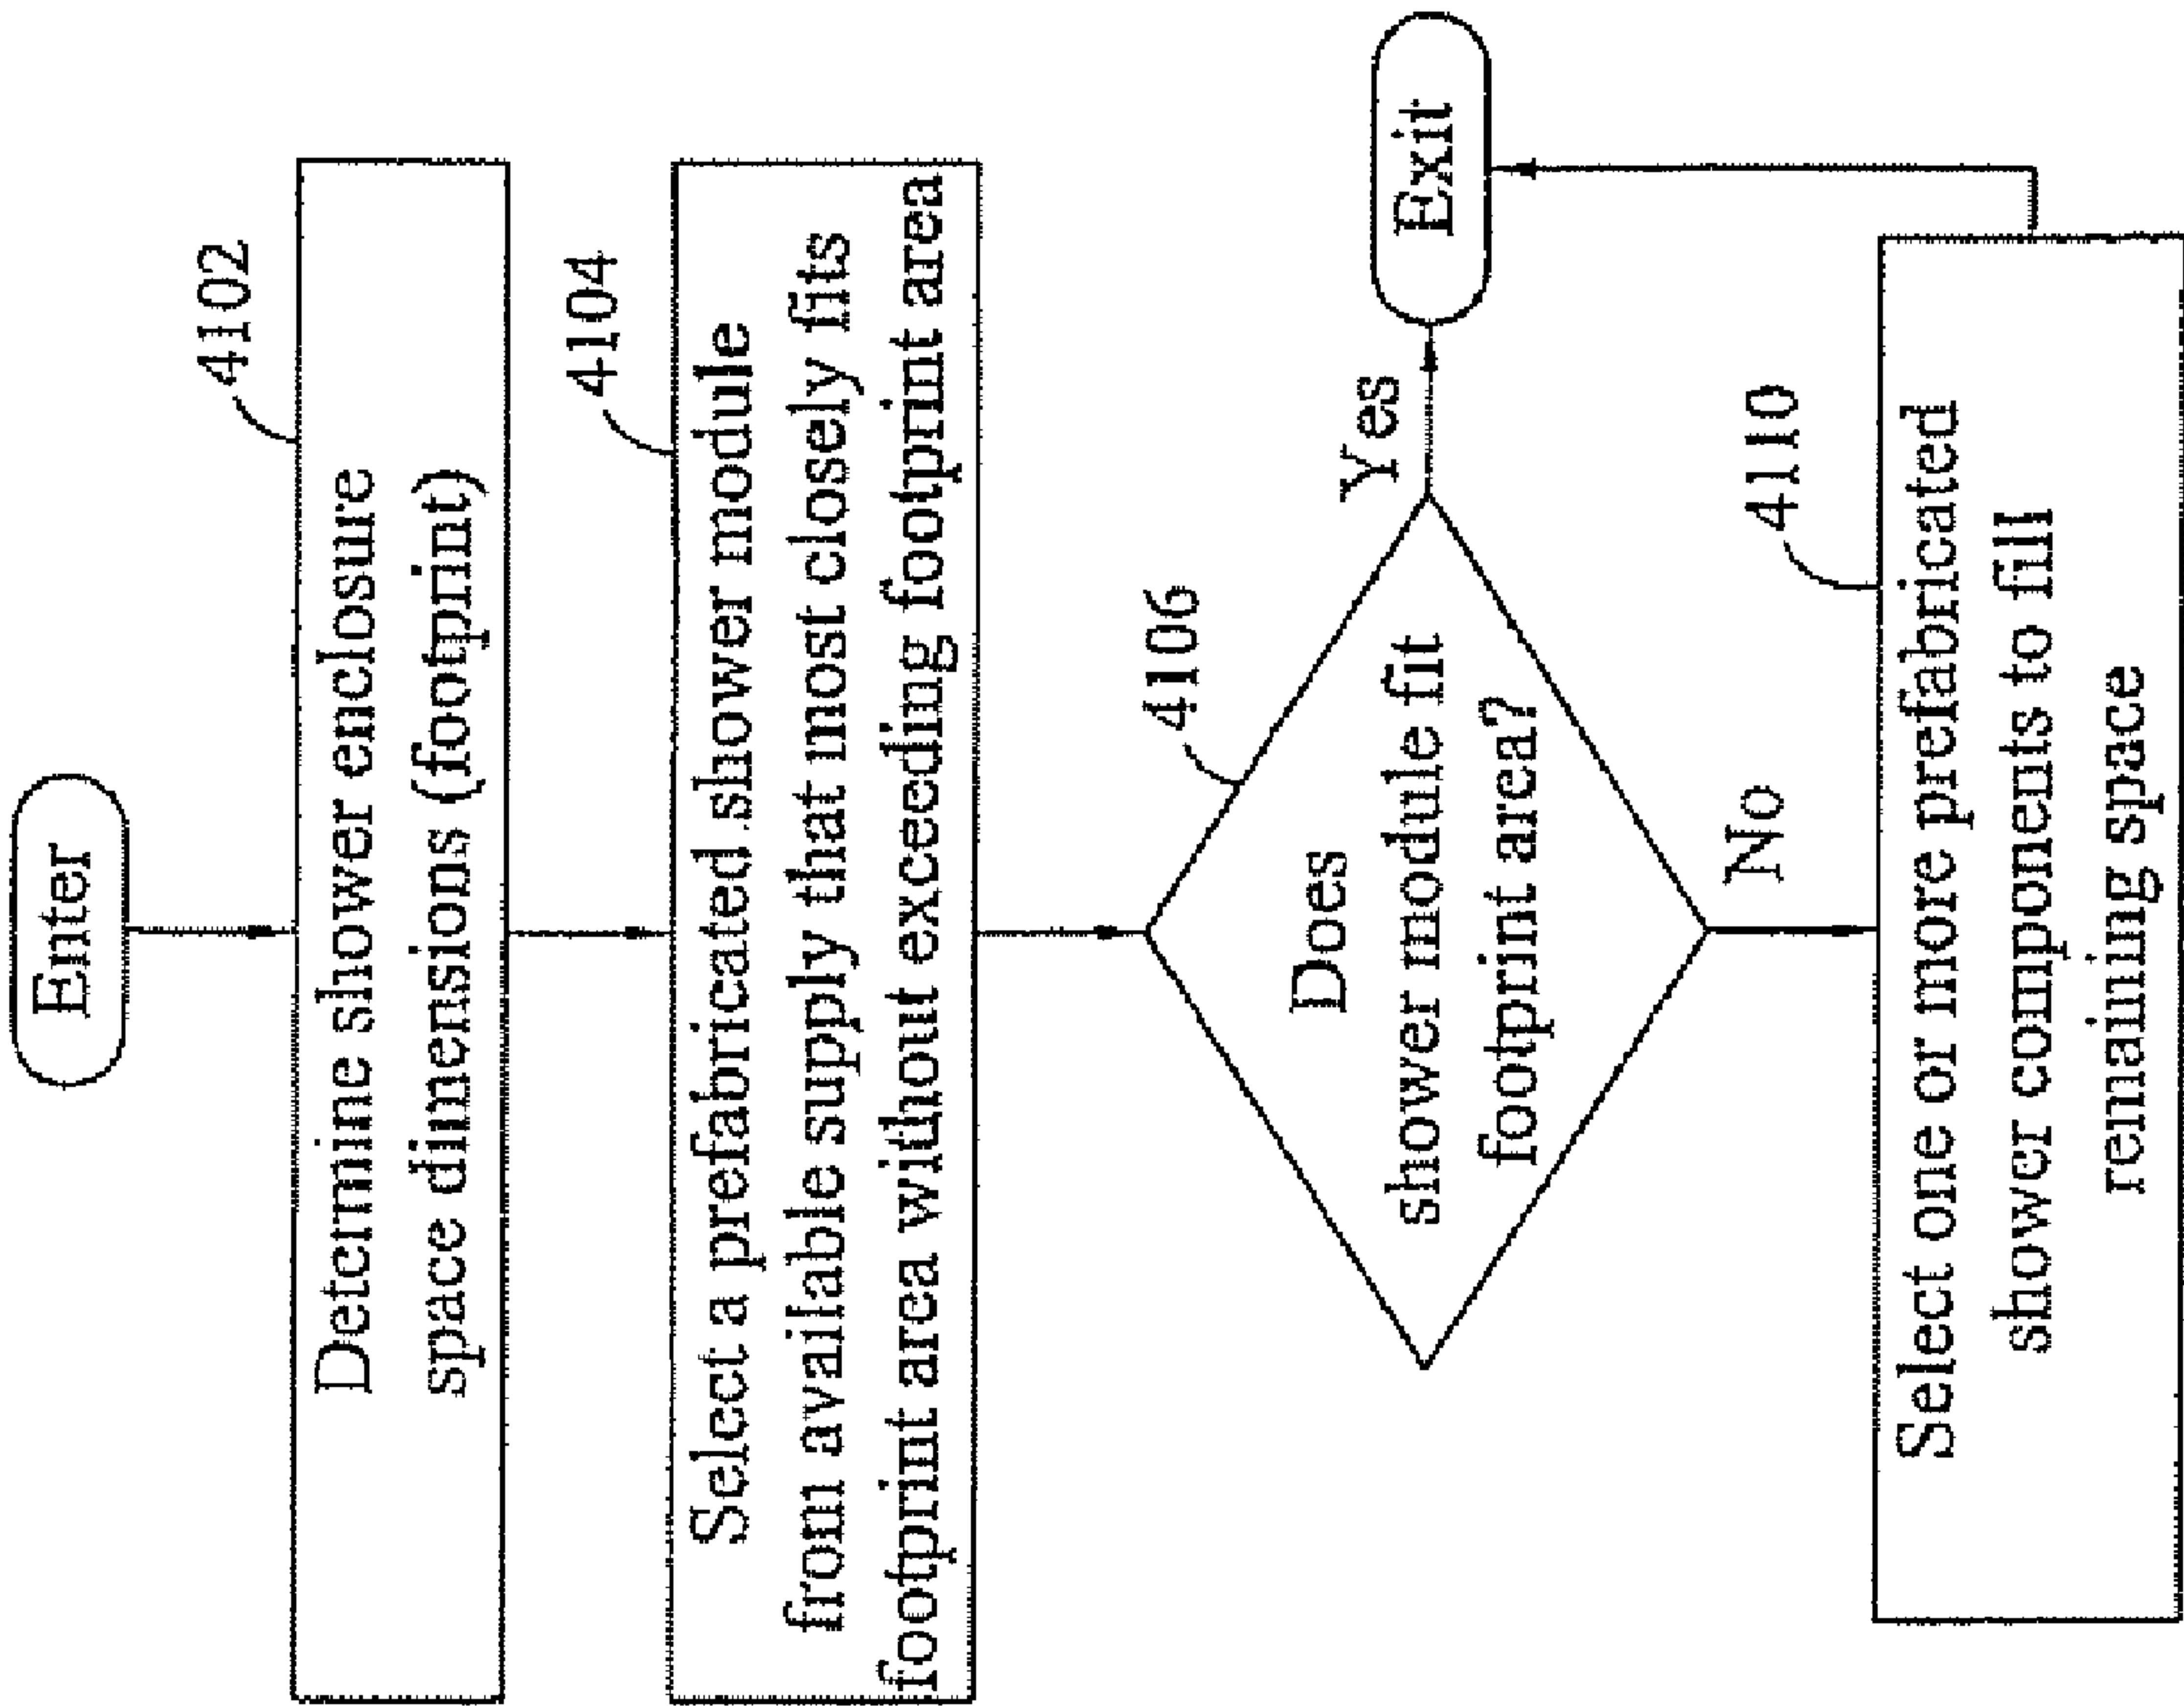 Enter
4102
Determine shower enclosure
space dimensions (footprint)
4104
Select a prefabricated shower module
from available supply that most closely fits
footprint area without exceeding footprint area
4106
Does
shower module fit
footprint area?
Yes
Exit
No
4110
Select one or more prefabricated
shower components to fill
remaining space